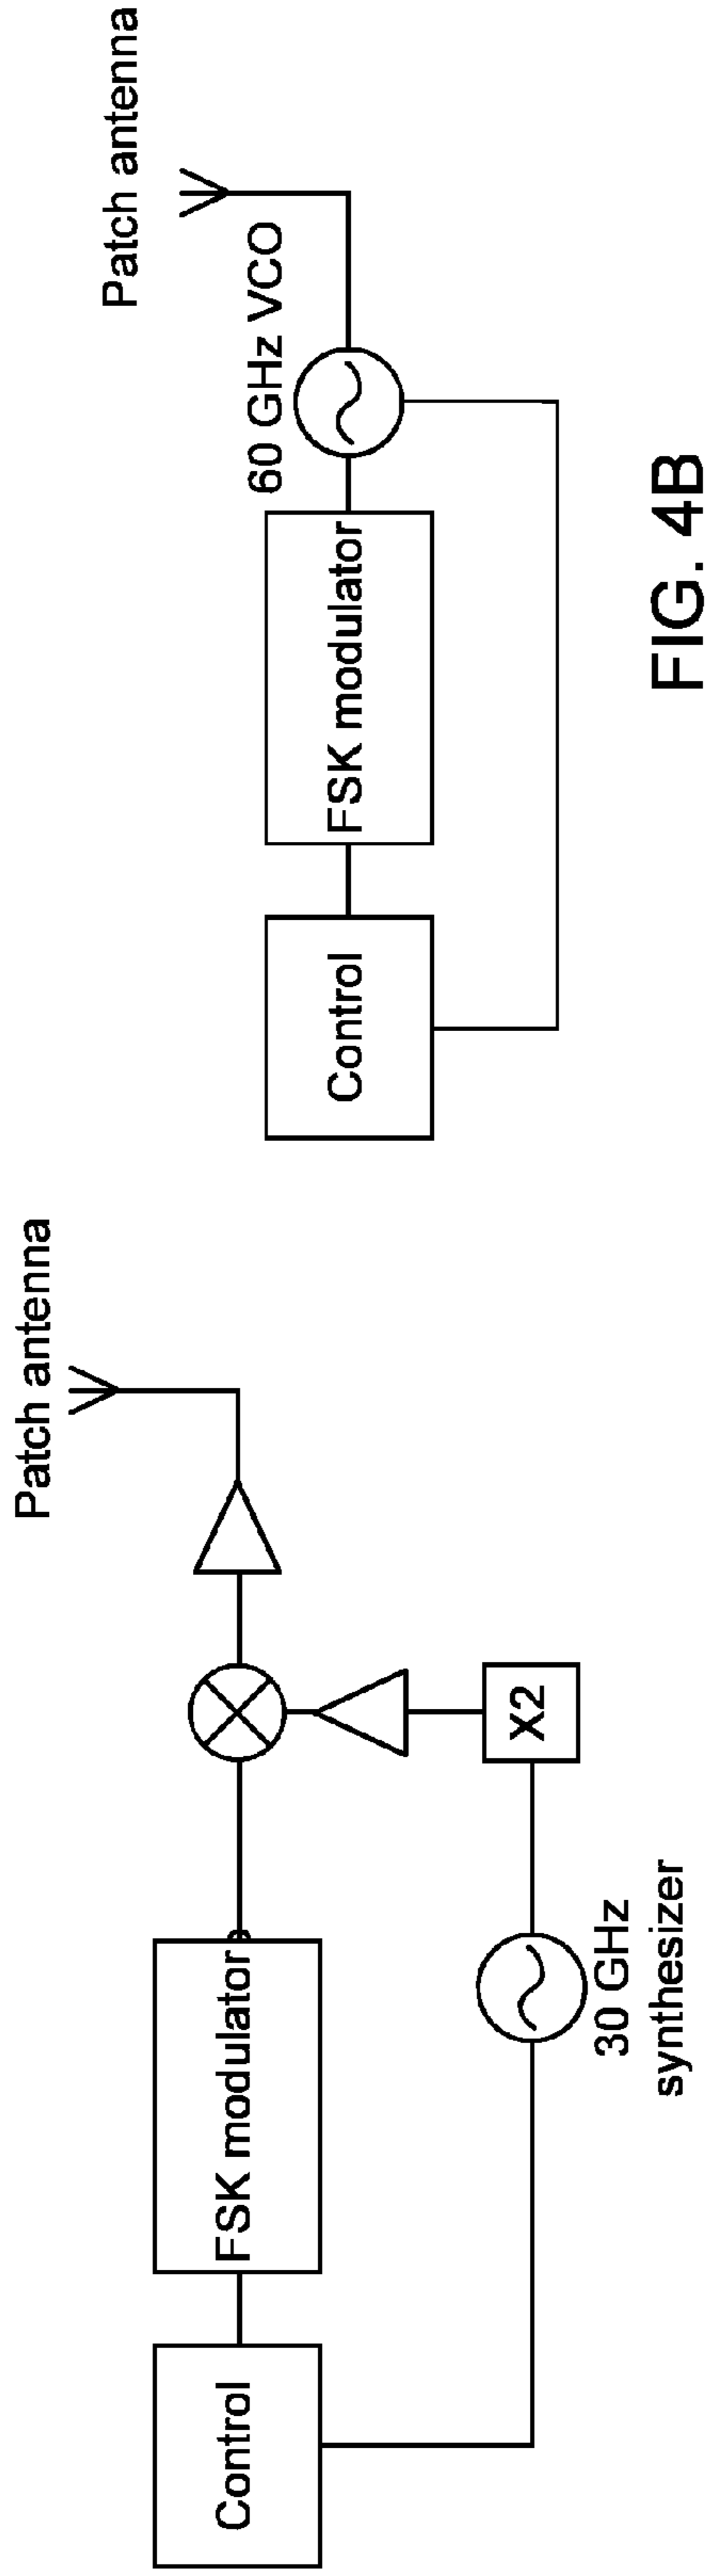 Patch antenna
Control
FSK modulator
X2
30 GHz
synthesizer
Patch antenna
60 GHz VCO
Control
FSK modulator
FIG. 4B